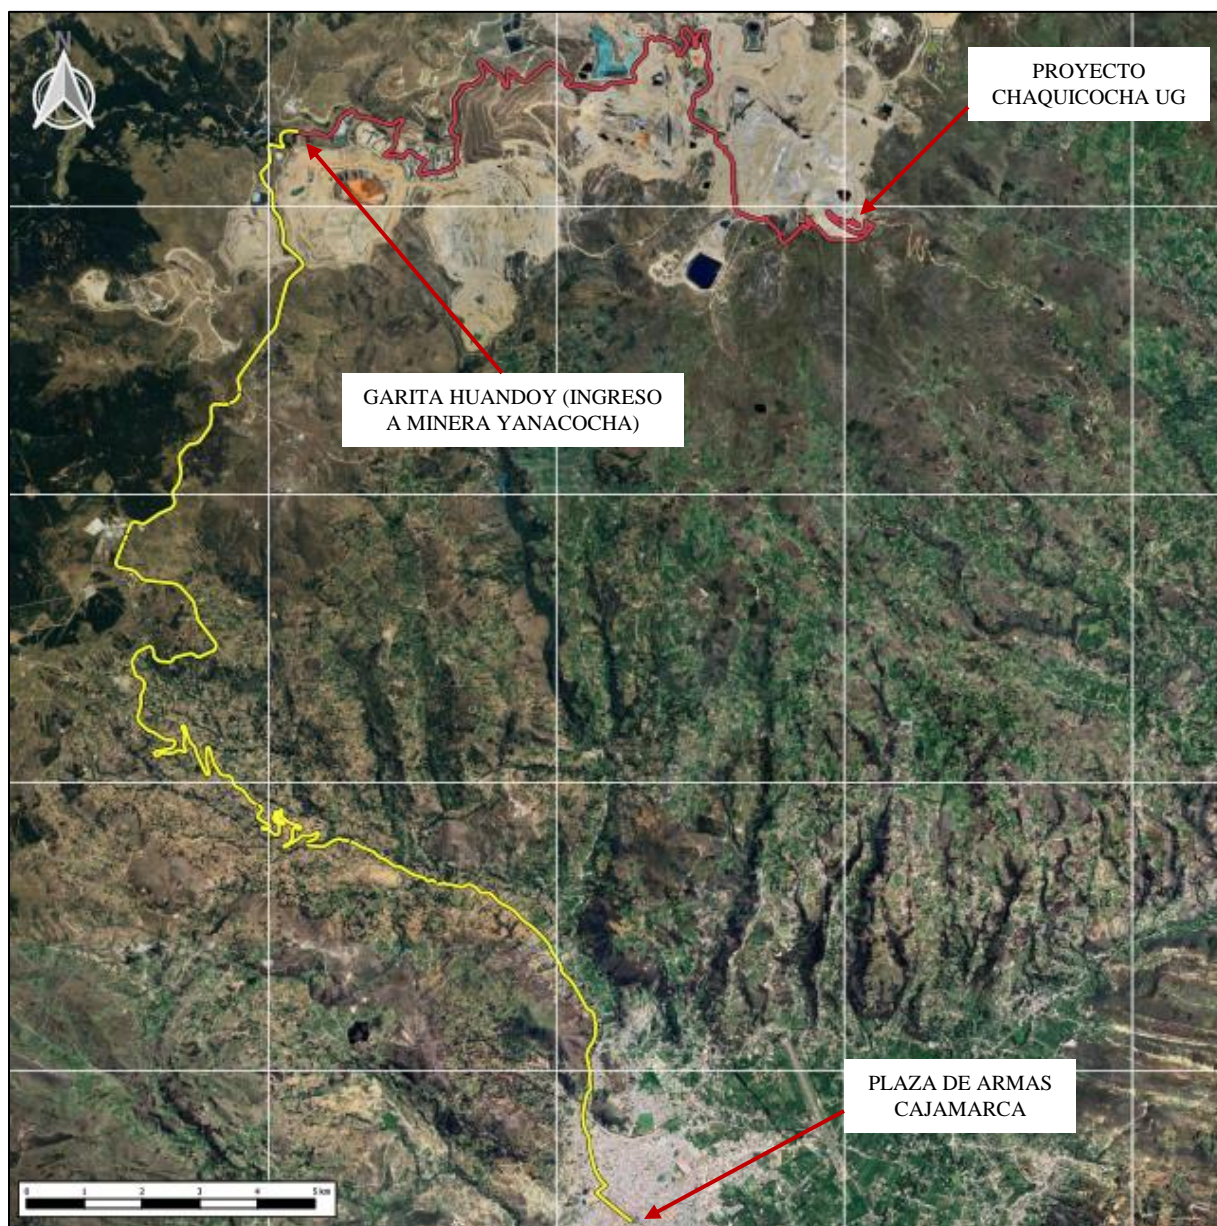 N
PROYECTO
CHAQUICOCHA UG
GARITA HUANDOY (INGRESO
A MINERA YANACOCHA)
PLAZA DE ARMAS
CAJAMARCA
0 1 2 3 4 5 km